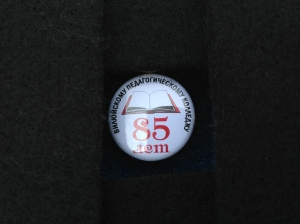 ВИЛЮЙСКОМУ ПЕДАГОГИЧЕСКОМУ КОЛЛЕДЖУ
85
лет